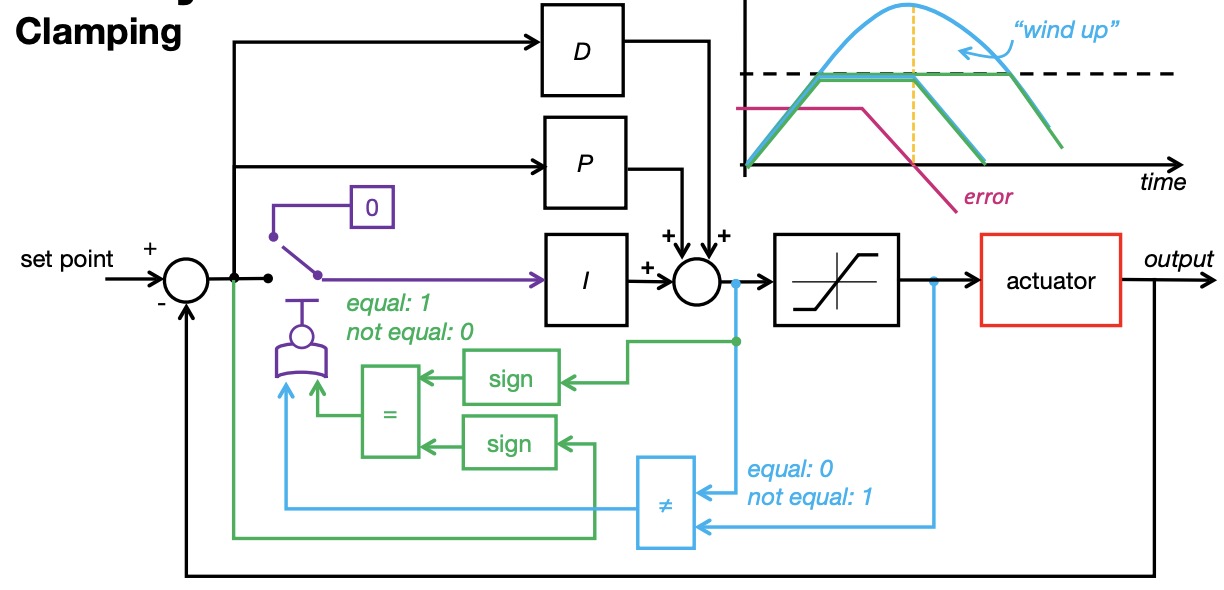 Clamping
D
"wind up"
P
time
error
0
set point
+
-
I
+
+
+
actuator
output
equal: 1
not equal: 0
sign
=
sign
equal: 0
not equal: 1
≠